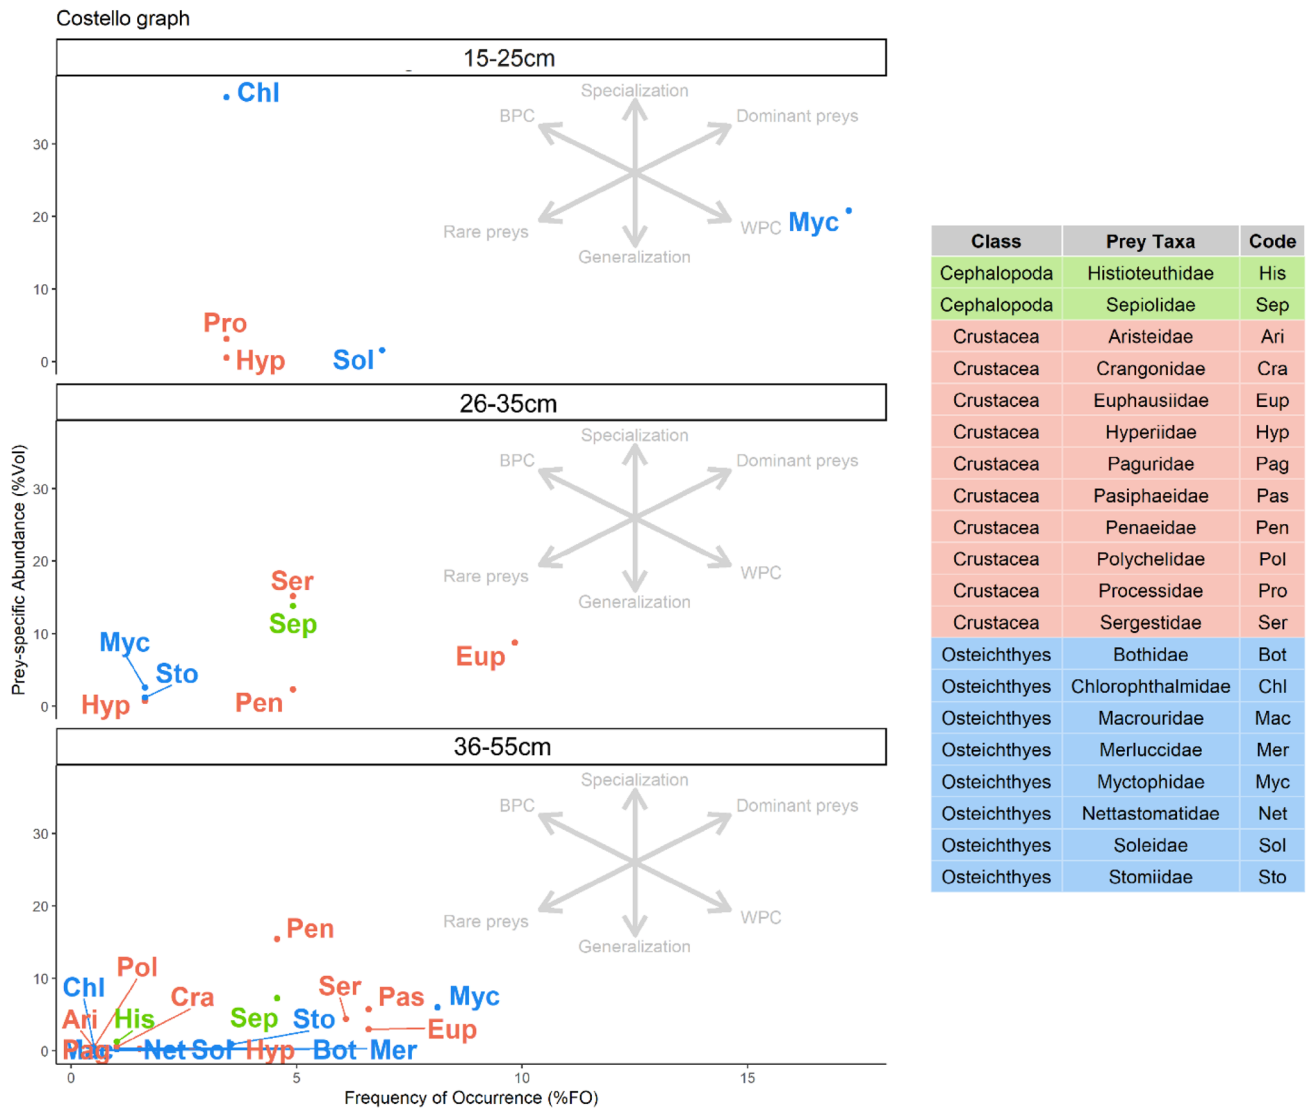 Costello graph
15-25cm
Chl
Specialization
BPC
Dominant preys
30
20
Myc
Rare preys
WPC
Generalization
10
Pro
Hyp
Sol
0
26-35cm
Specialization
BPC
Dominant preys
30
20
Ser
Rare preys
WPC
Generalization
Sep
10
Myc
Eup
Sto
Hyp
Pen
0
36-55cm
Specialization
BPC
Dominant preys
30
20
Rare preys
WPC
Pen
Generalization
Pol
10
Chl
Cra
Ser
Pas
Myc
Ari
His
Sep
Sto
Eup
0
Pag
Mac
Net
Sol
Hyp
Bot
Mer
0
5
10
15
Frequency of Occurrence (%FO)
Prey-specific Abundance (%Vol)
Class Prey Taxa Code
Cephalopoda Histioteuthidae His
Cephalopoda Sepiolidae Sep
Crustacea Aristeidae Ari
Crustacea Crangonidae Cra
Crustacea Euphausiidae Eup
Crustacea Hyperiidae Hyp
Crustacea Paguridae Pag
Crustacea Pasiphaeidae Pas
Crustacea Penaeidae Pen
Crustacea Polychelidae Pol
Crustacea Processidae Pro
Crustacea Sergestidae Ser
Osteichthyes Bothidae Bot
Osteichthyes Chlorophthalmidae Chl
Osteichthyes Macrouridae Mac
Osteichthyes Merluccidae Mer
Osteichthyes Myctophidae Myc
Osteichthyes Nettastomatidae Net
Osteichthyes Soleidae Sol
Osteichthyes Stomiidae Sto